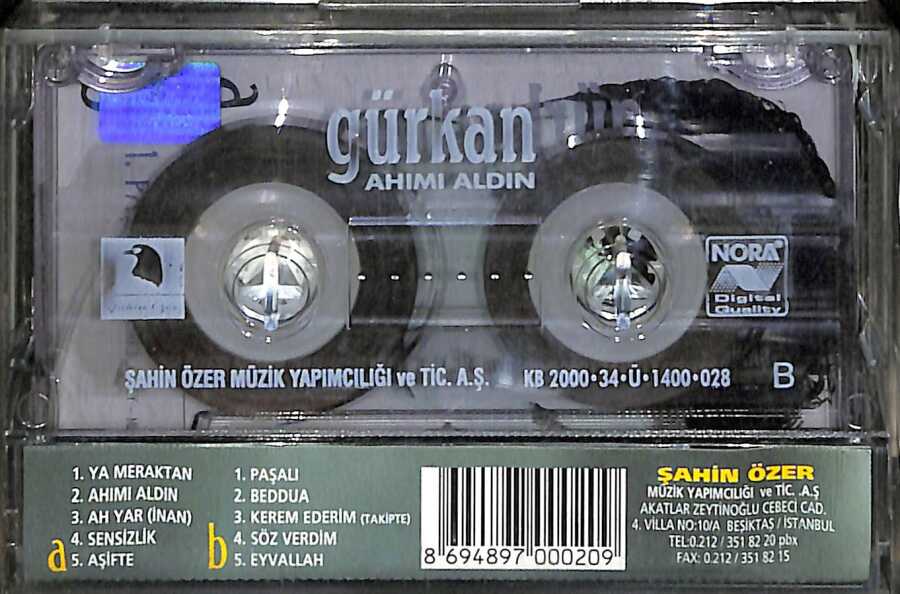 gürkan
AHIMI ALDIN
NORA
Digital
Quality
ŞAHİN ÖZER MÜZİK YAPIMCILIĞI ve TİC. A.Ş.
KB 2000·34·Ü·1400·028
B
a
1. YA MERAKTAN
2. AHIMI ALDIN
3. AH YAR (İNAN)
4. SENSİZLİK
5. AŞİFTE
b
1. PAŞALI
2. BEDDUA
3. KEREM EDERİM (TAKİPTE)
4. SÖZ VERDİM
5. EYVALLAH
8 694897 000209
ŞAHİN ÖZER
MÜZİK YAPIMCILIĞI ve TİC. .A.Ş
AKATLAR ZEYTİNOĞLU CEBECİ CAD.
4. VİLLA NO:10/A BEŞİKTAŞ / İSTANBUL
TEL:0.212 / 351 82 20 pbx
FAX: 0.212 / 351 82 15